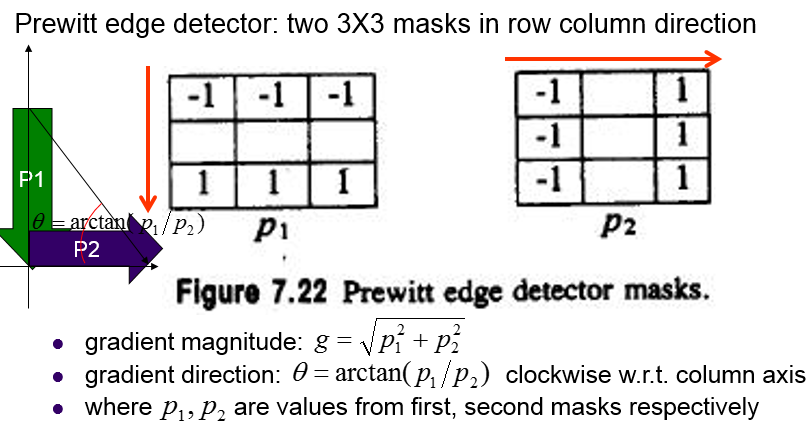 Prewitt edge detector: two 3X3 masks in row column direction
-1 -1 -1
1 1 1
p1
-1 1
-1 1
-1 1
p2
P1
θ = arctan(p₁/p₂)
P2
Figure 7.22 Prewitt edge detector masks.
• gradient magnitude: g = √(p₁² + p₂²)
• gradient direction: θ = arctan(p₁/p₂) clockwise w.r.t. column axis
• where p₁, p₂ are values from first, second masks respectively